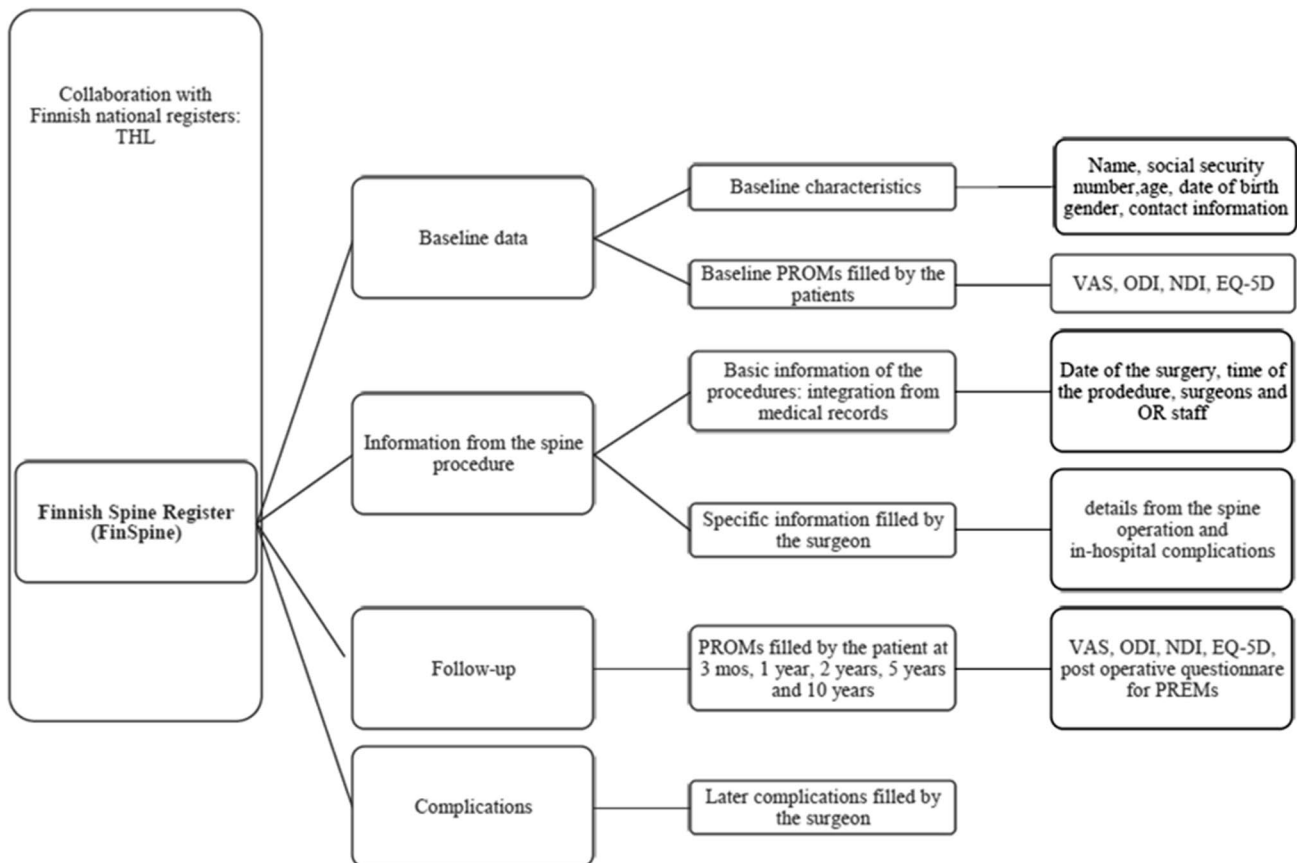 Collaboration with
Finnish national registers:
THL
Finnish Spine Register
(FinSpine)
Baseline data
Baseline characteristics
Name, social security
number,age, date of birth
gender, contact information
Baseline PROMs filled by the
patients
VAS, ODI, NDI, EQ-5D
Information from the spine
procedure
Basic information of the
procedures: integration from
medical records
Date of the surgery, time of
the prodedure, surgeons and
OR staff
Specific information filled by
the surgeon
details from the spine
operation and
in-hospital complications
Follow-up
PROMs filled by the patient at
3 mos, 1 year, 2 years, 5 years
and 10 years
VAS, ODI, NDI, EQ-5D,
post operative questionnare
for PREMs
Complications
Later complications filled by
the surgeon